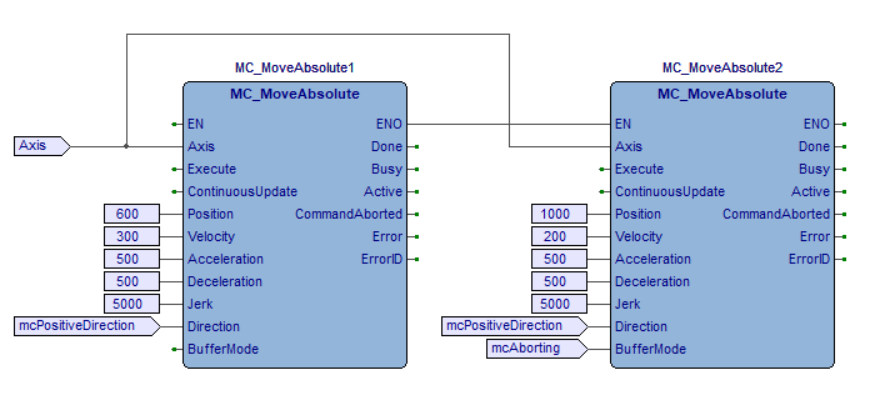 MC_MoveAbsolute1
MC_MoveAbsolute
EN
ENO
Axis
Axis
Done
Execute
Busy
ContinuousUpdate
Active
600
Position
CommandAborted
300
Velocity
Error
500
Acceleration
ErrorID
500
Deceleration
5000
Jerk
mcPositiveDirection
Direction
BufferMode
MC_MoveAbsolute2
MC_MoveAbsolute
EN
ENO
Axis
Done
Execute
Busy
ContinuousUpdate
Active
1000
Position
CommandAborted
200
Velocity
Error
500
Acceleration
ErrorID
500
Deceleration
5000
Jerk
mcPositiveDirection
Direction
mcAborting
BufferMode